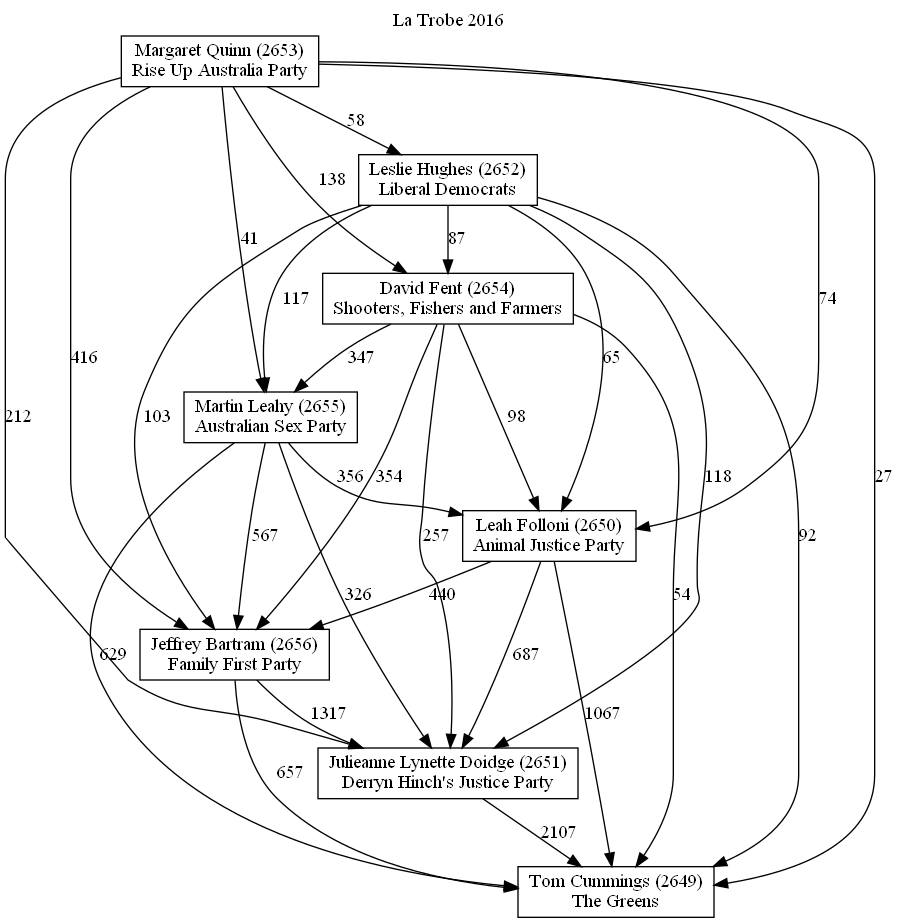 La Trobe 2016
Margaret Quinn (2653)
Rise Up Australia Party
58
Leslie Hughes (2652)
Liberal Democrats
138
41
87
David Fent (2654)
Shooters, Fishers and Farmers
117
74
416
347
65
Martin Leahy (2655)
Australian Sex Party
212
103
98
356
354
118
27
Leah Folloni (2650)
Animal Justice Party
567
257
92
326
440
54
Jeffrey Bartram (2656)
Family First Party
629
687
1317
1067
Julieanne Lynette Doidge (2651)
Derryn Hinch's Justice Party
657
2107
Tom Cummings (2649)
The Greens